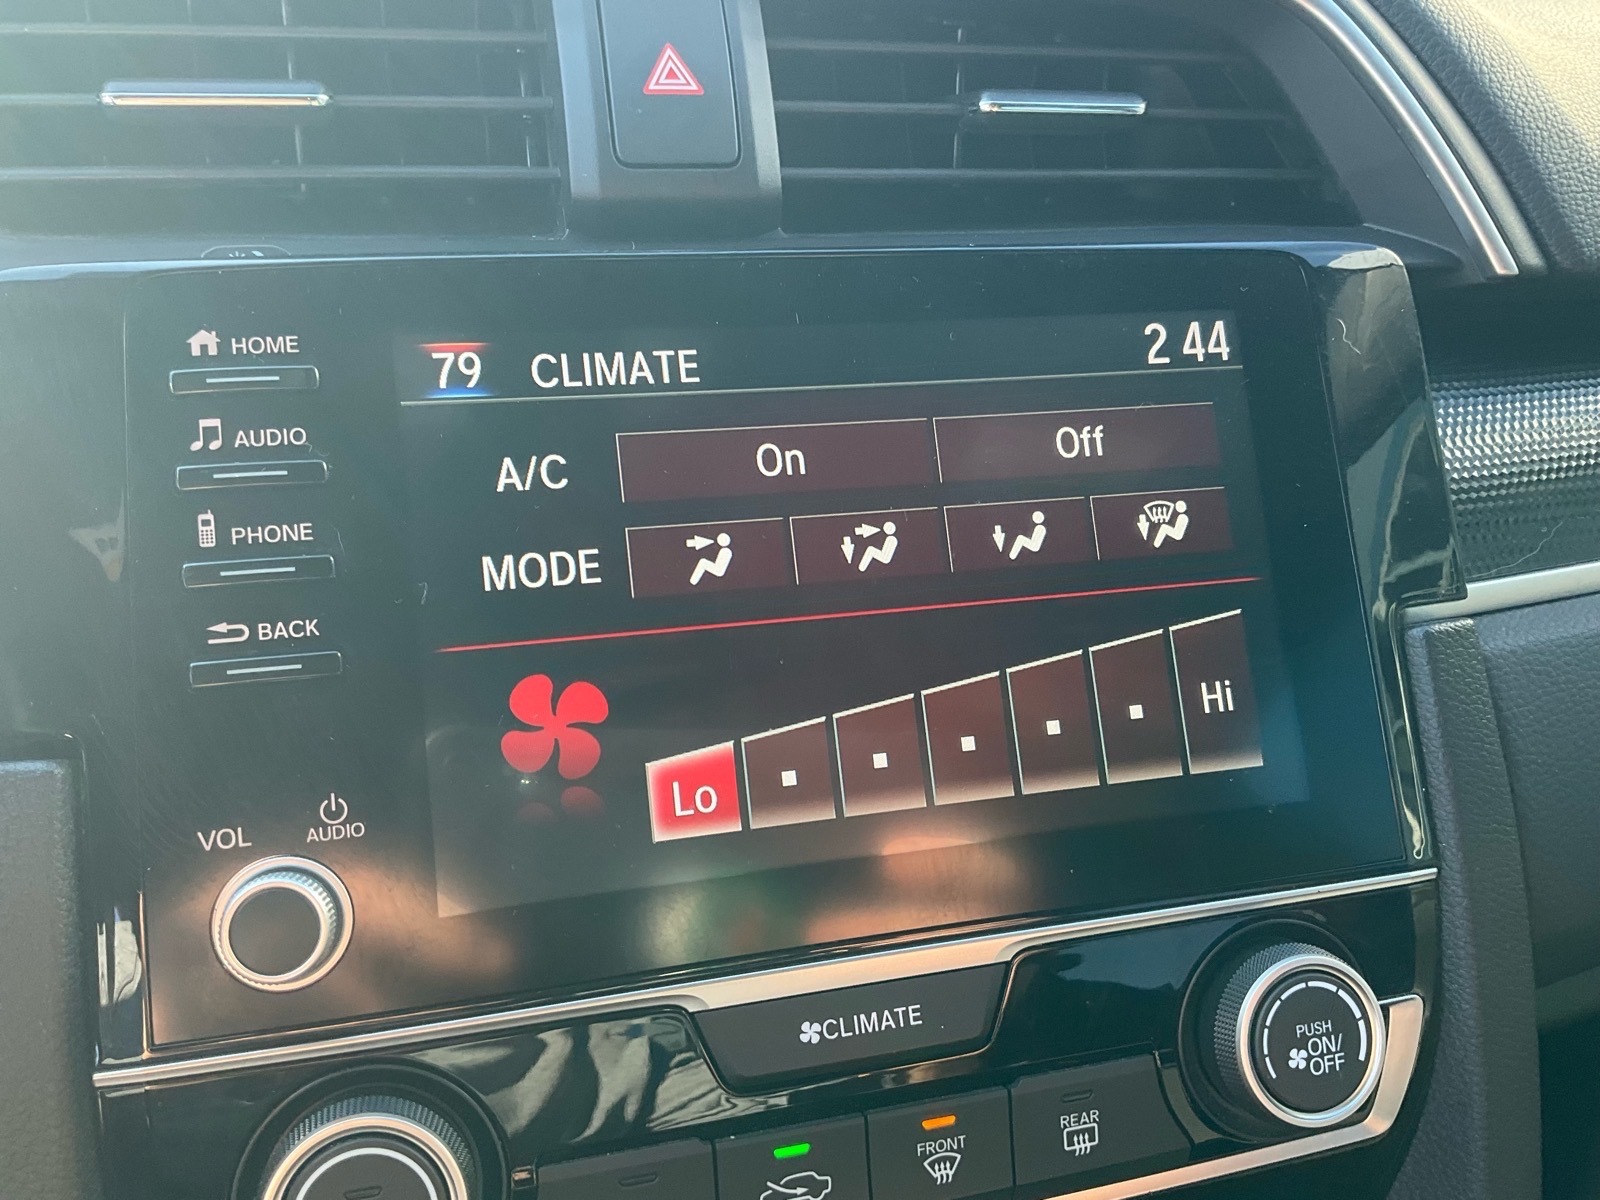 HOME
AUDIO
PHONE
BACK
VOL
AUDIO
79 CLIMATE 2 44
A/C On Off
MODE
Lo Hi
CLIMATE
PUSH
ON/
OFF
FRONT
REAR